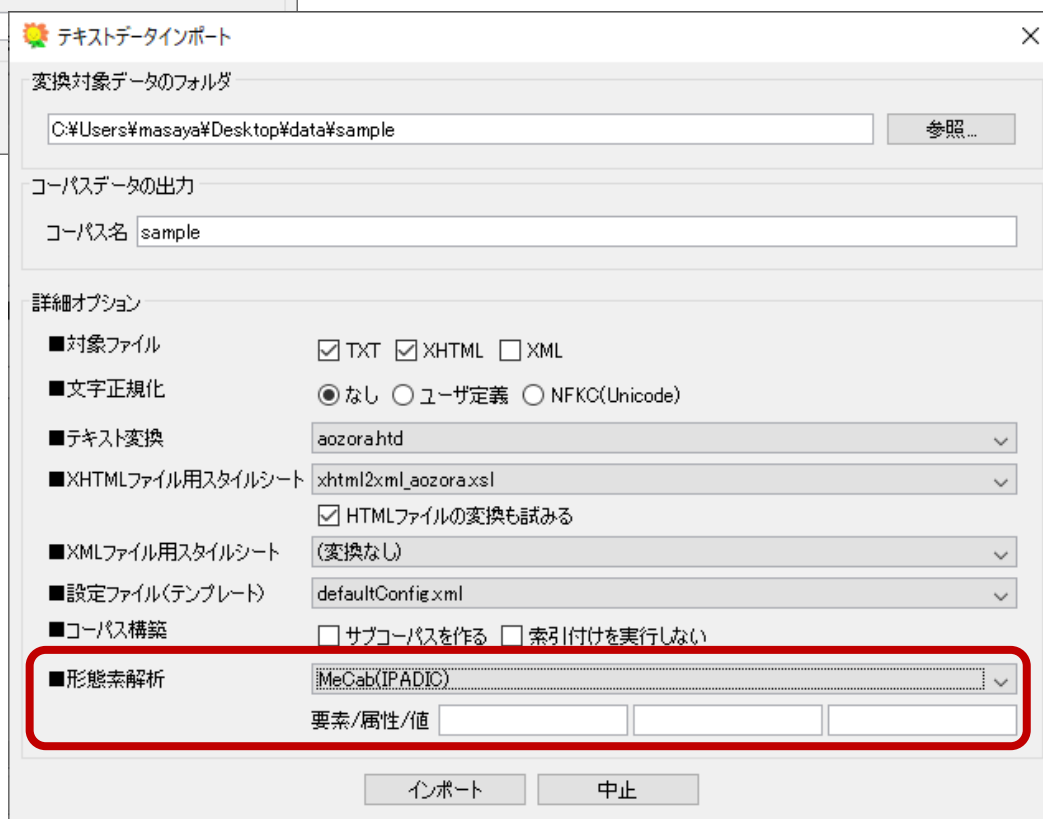 テキストデータインポート
変換対象データのフォルダ
C:¥Users¥masaya¥Desktop¥data¥sample 参照...
コーパスデータの出力
コーパス名 sample
詳細オプション
■対象ファイル TXT XHTML XML
■文字正規化 なし ユーザ定義 NFKC(Unicode)
■テキスト変換 aozora.htd
■XHTMLファイル用スタイルシート xhtml2xml_aozora.xsl
HTMLファイルの変換も試みる
■XMLファイル用スタイルシート (変換なし)
■設定ファイル(テンプレート) defaultConfig.xml
■コーパス構築 サブコーパスを作る 索引付けを実行しない
■形態素解析 MeCab(IPADIC)
要素/属性/値
インポート 中止